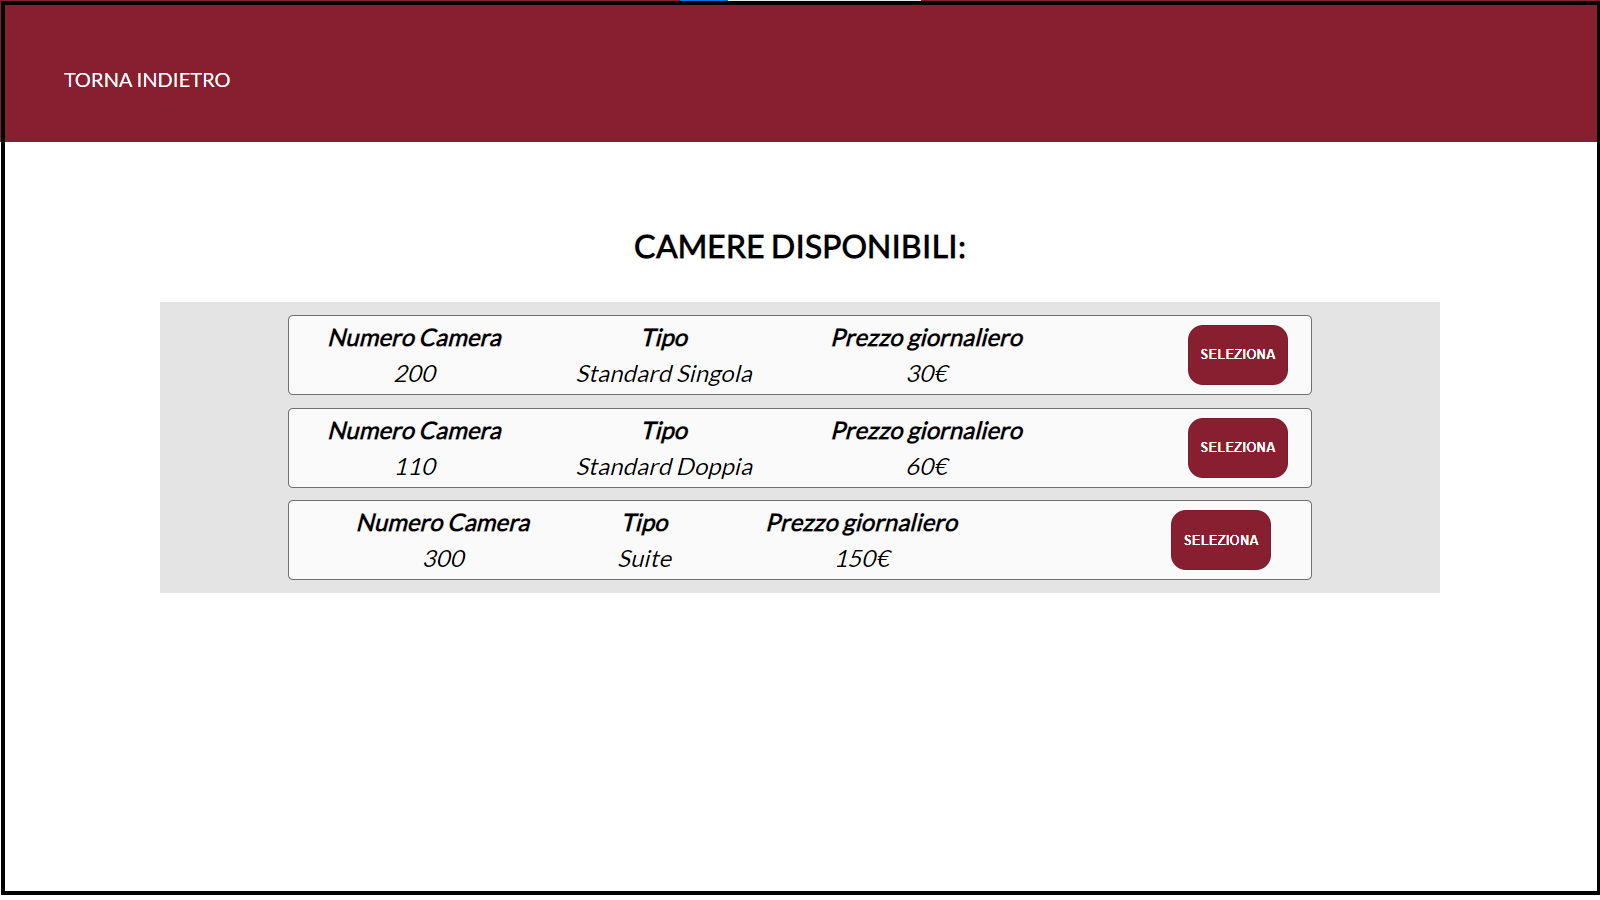 TORNA INDIETRO
CAMERE DISPONIBILI:
Numero Camera Tipo Prezzo giornaliero
200 Standard Singola 30€
SELEZIONA
Numero Camera Tipo Prezzo giornaliero
110 Standard Doppia 60€
SELEZIONA
Numero Camera Tipo Prezzo giornaliero
300 Suite 150€
SELEZIONA